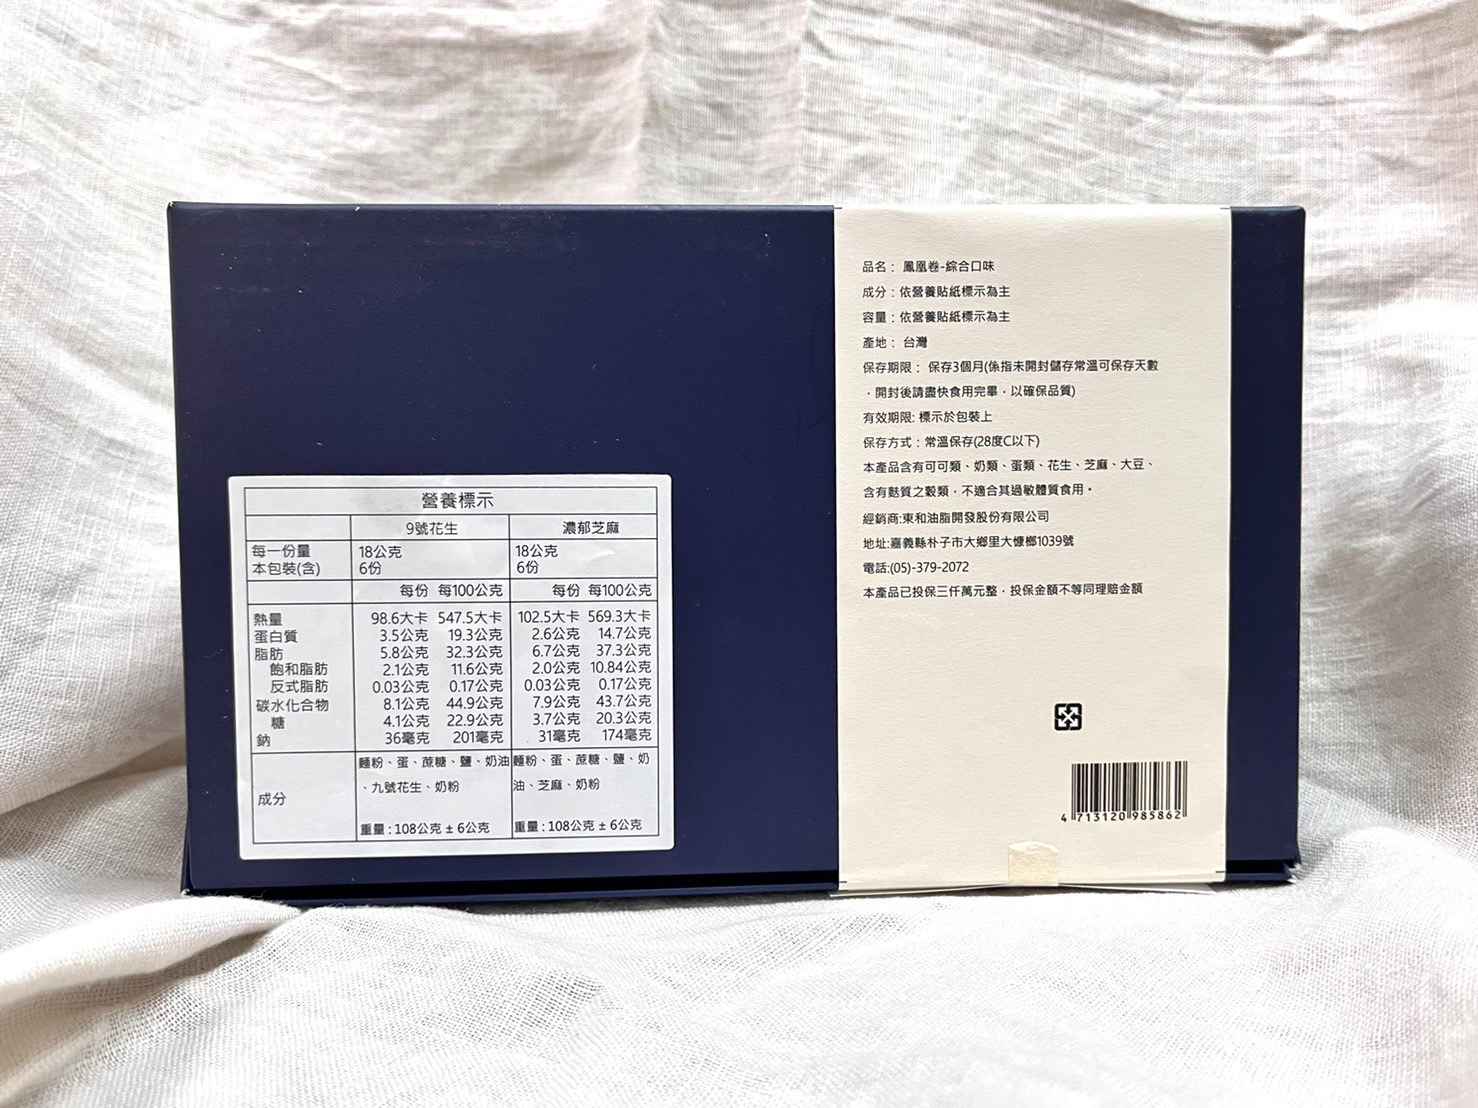 營養標示
9號花生 濃郁芝麻
每一份量 18公克 18公克
本包裝(含) 6份 6份
每份 每100公克 每份 每100公克
熱量 98.6大卡 547.5大卡 102.5大卡 569.3大卡
蛋白質 3.5公克 19.3公克 2.6公克 14.7公克
脂肪 5.8公克 32.3公克 6.7公克 37.3公克
飽和脂肪 2.1公克 11.6公克 2.0公克 10.84公克
反式脂肪 0.03公克 0.17公克 0.03公克 0.17公克
碳水化合物 8.1公克 44.9公克 7.9公克 43.7公克
糖 4.1公克 22.9公克 3.7公克 20.3公克
鈉 36毫克 201毫克 31毫克 174毫克
成分
麵粉、蛋、蔗糖、鹽、奶油
、九號花生、奶粉
重量:108公克±6公克
麵粉、蛋、蔗糖、鹽、奶
油、芝麻、奶粉
重量:108公克±6公克
品名： 鳳凰卷-綜合口味
成分：依營養貼紙標示為主
容量：依營養貼紙標示為主
產地： 台灣
保存期限： 保存3個月(係指未開封儲存常溫可保存天數
，開封後請盡快食用完畢，以確保品質)
有效期限: 標示於包裝上
保存方式：常溫保存(28度C以下)
本產品含有可可類、奶類、蛋類、花生、芝麻、大豆、
含有麩質之穀類，不適合其過敏體質食用。
經銷商:東和油脂開發股份有限公司
地址:嘉義縣朴子市大鄉里大槺榔1039號
電話:(05)-379-2072
本產品已投保三仟萬元整，投保金額不等同理賠金額
4 713120 985862